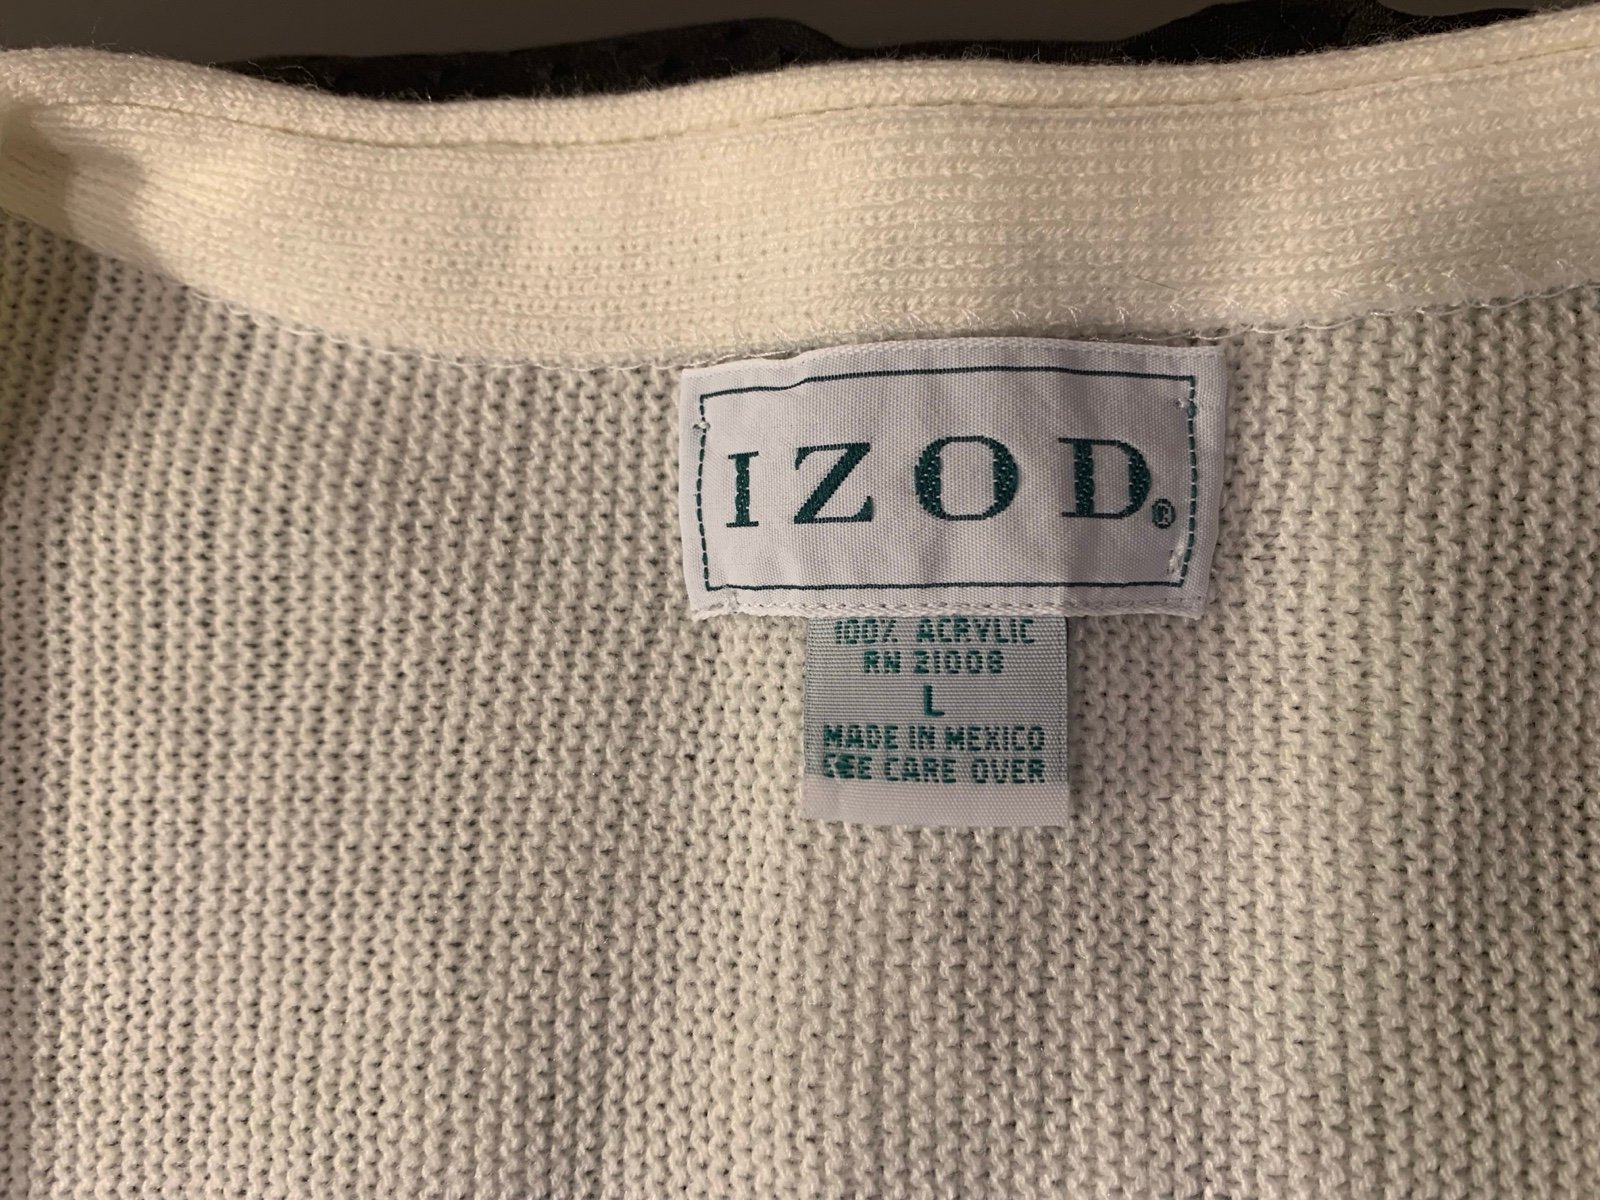 IZOD®
100% ACRYLIC
RN 21008
L
MADE IN MEXICO
SEE CARE OVER